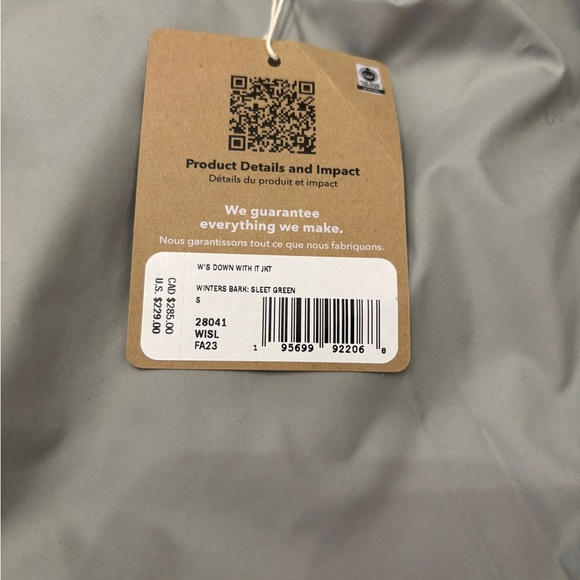 Product Details and Impact
Détails du produit et impact
We guarantee
everything we make.
Nous garantissons tout ce que nous fabriquons.
W'S DOWN WITH IT JKT
WINTERS BARK: SLEET GREEN
S
28041
WISL
FA23
1 95699 92206 8
CAD $285.00
U.S. $229.00